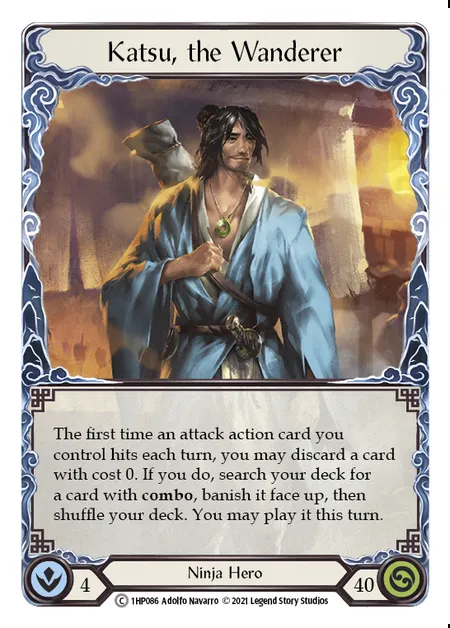 Katsu, the Wanderer
The first time an attack action card you
control hits each turn, you may discard a card
with cost 0. If you do, search your deck for
a card with combo, banish it face up, then
shuffle your deck. You may play it this turn.
4
Ninja Hero
40
C 1HP086 Adolfo Navarro © 2021 Legend Story Studios